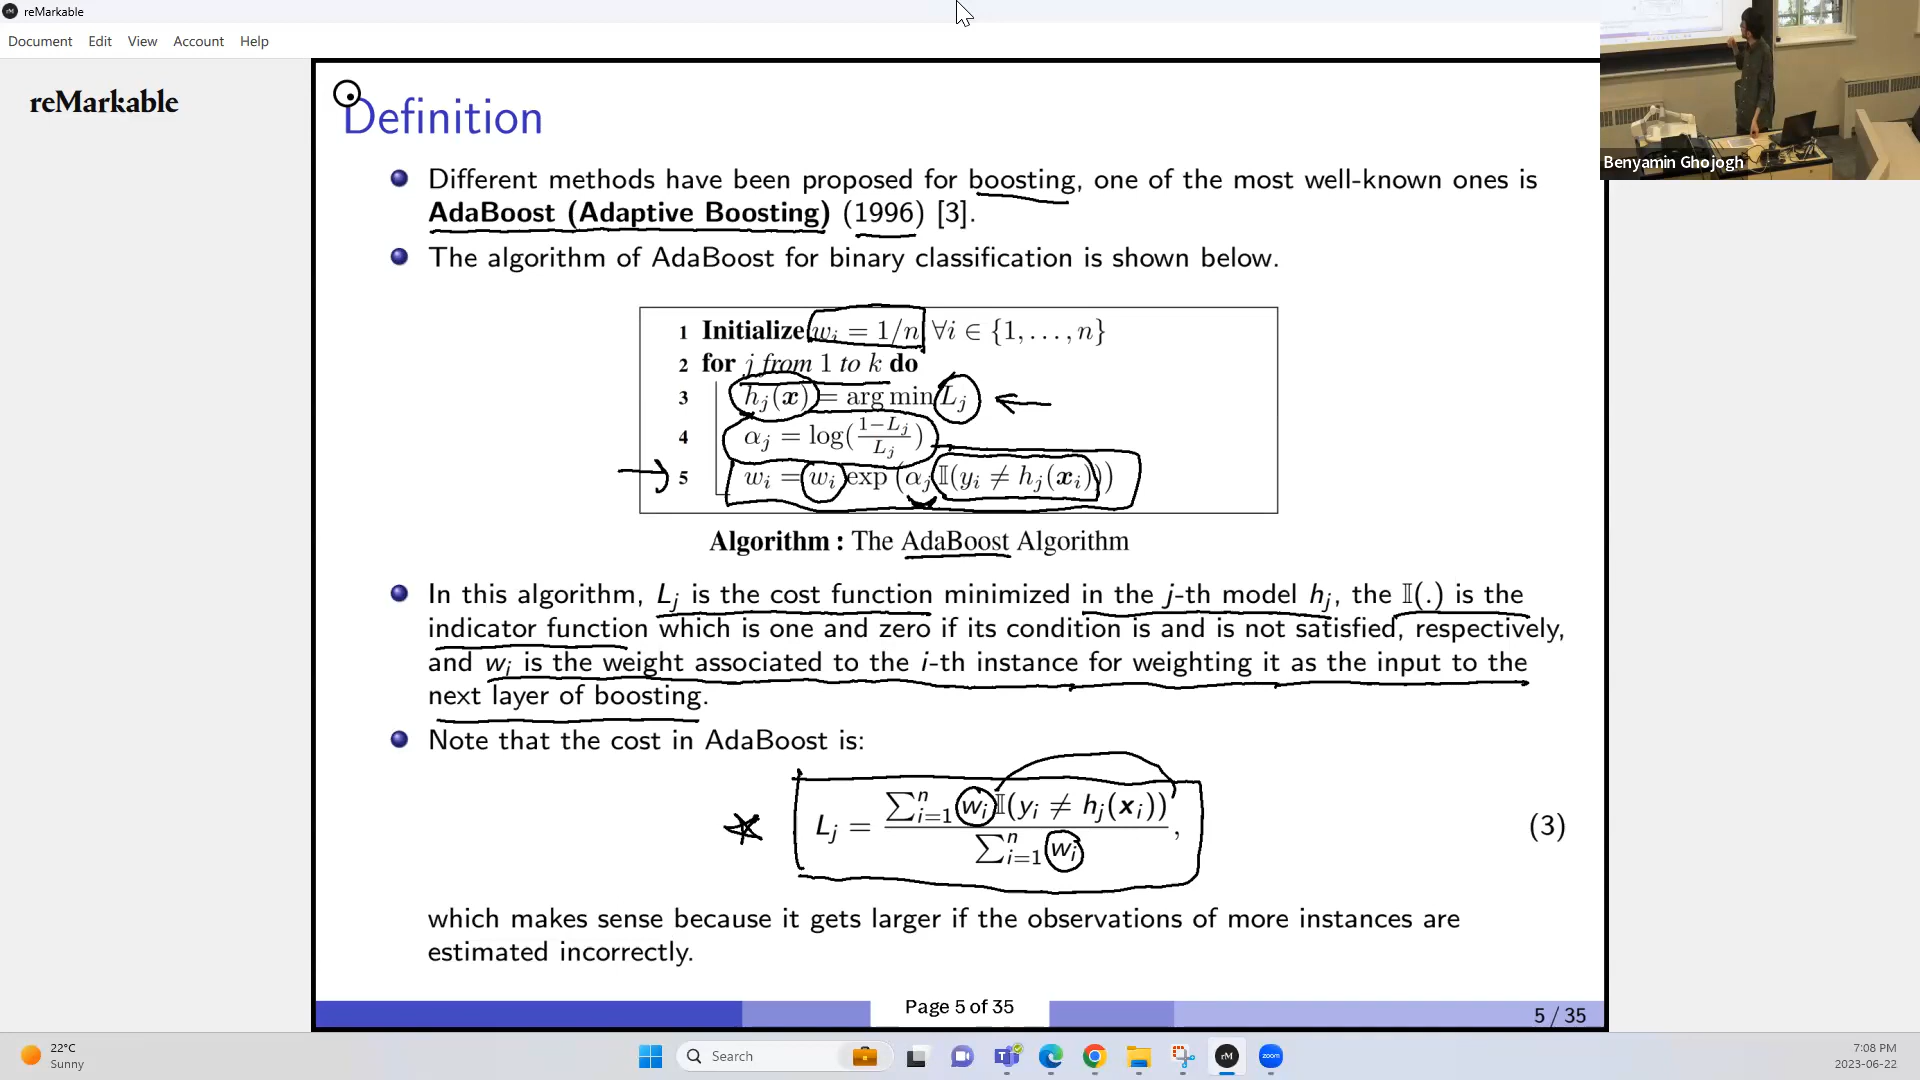 reMarkable
Document Edit View Account Help
reMarkable
Benyamin Ghojogh
Definition
Different methods have been proposed for boosting, one of the most well-known ones is
AdaBoost (Adaptive Boosting) (1996) [3].
The algorithm of AdaBoost for binary classification is shown below.
1 Initialize w_i = 1/n, ∀i ∈ {1, . . . , n}
2 for j from 1 to k do
3 h_j(x) = arg min L_j
4 α_j = log((1−L_j)/L_j)
5 w_i = w_i exp(α_j 𝕀(y_i ≠ h_j(x_i)))
Algorithm : The AdaBoost Algorithm
In this algorithm, L_j is the cost function minimized in the j-th model h_j, the 𝕀(.) is the
indicator function which is one and zero if its condition is and is not satisfied, respectively,
and w_i is the weight associated to the i-th instance for weighting it as the input to the
next layer of boosting.
Note that the cost in AdaBoost is:
L_j = (∑_{i=1}^n w_i 𝕀(y_i ≠ h_j(x_i))) / (∑_{i=1}^n w_i), (3)
which makes sense because it gets larger if the observations of more instances are
estimated incorrectly.
Page 5 of 35
5 / 35
22°C
Sunny
Search
rM
zoom
7:08 PM
2023-06-22